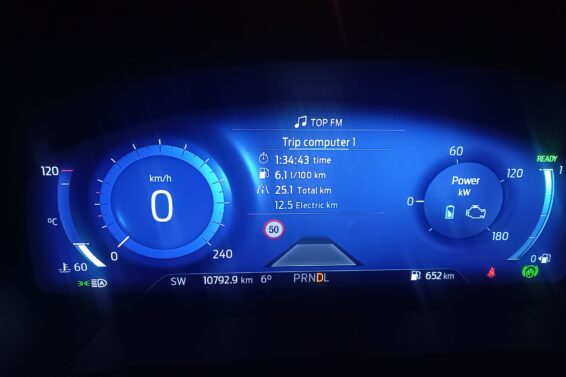 TOP FM
Trip computer 1
1:34:43 time
6.1 l/100 km
25.1 Total km
12.5 Electric km
50
120
°C
60
km/h
0
0
240
60
120
0
180
Power
kW
READY
1
0
SW 10792.9 km 6° PRNDL 652 km
A